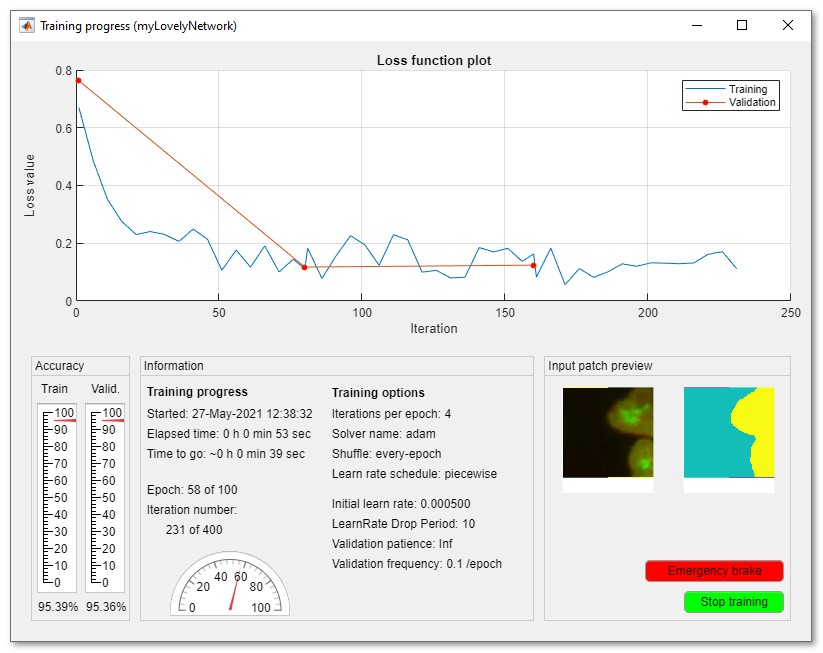 Training progress (myLovelyNetwork)
Loss function plot
0.8
0.6
0.4
0.2
0
Loss value
Training
Validation
0
50
100
150
200
250
Iteration
Accuracy
Train Valid.
100
90
80
70
60
50
40
30
20
10
0
100
90
80
70
60
50
40
30
20
10
0
95.39% 95.36%
Information
Training progress
Started: 27-May-2021 12:38:32
Elapsed time: 0 h 0 min 53 sec
Time to go: ~0 h 0 min 39 sec
Epoch: 58 of 100
Iteration number:
231 of 400
0
20
40
60
80
100
Training options
Iterations per epoch: 4
Solver name: adam
Shuffle: every-epoch
Learn rate schedule: piecewise
Initial learn rate: 0.000500
LearnRate Drop Period: 10
Validation patience: Inf
Validation frequency: 0.1 /epoch
Input patch preview
Emergency brake
Stop training